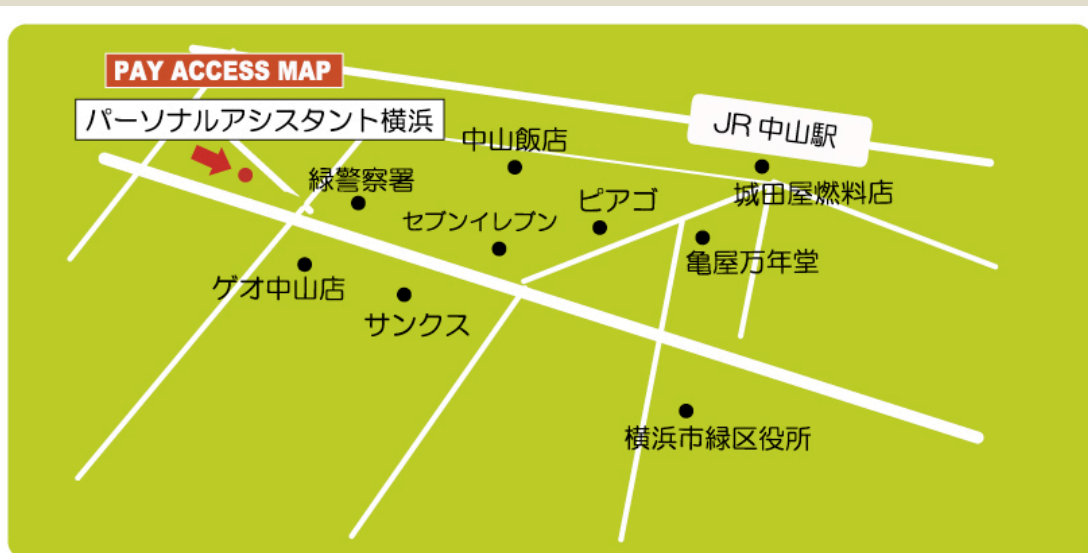 PAY ACCESS MAP
パーソナルアシスタント横浜
JR 中山駅
中山飯店
緑警察署
城田屋燃料店
ピアゴ
セブンイレブン
亀屋万年堂
ゲオ中山店
サンクス
横浜市緑区役所